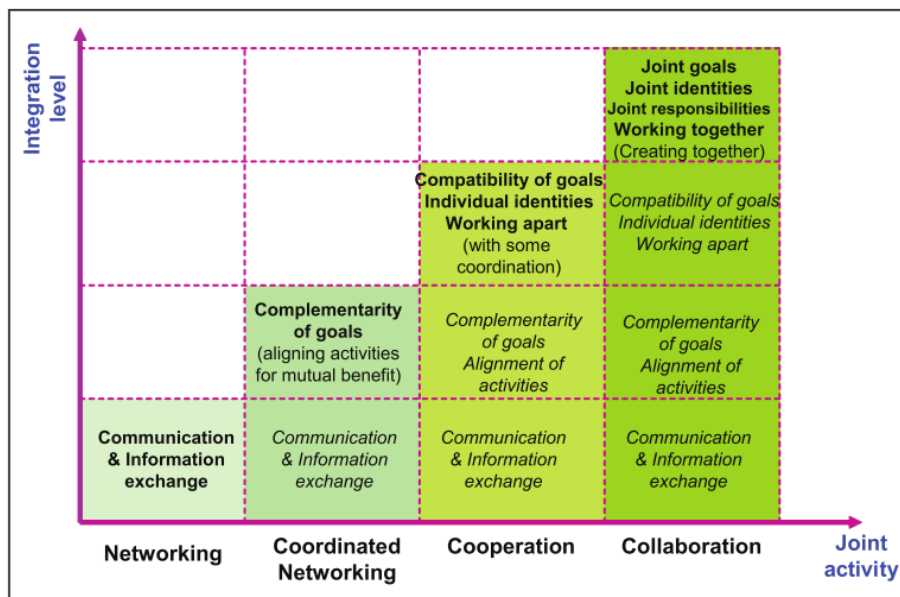 Integration
level
Joint goals
Joint identities
Joint responsibilities
Working together
(Creating together)
Compatibility of goals
Individual identities
Working apart
(with some
coordination)
Compatibility of goals
Individual identities
Working apart
Complementarity
of goals
(aligning activities
for mutual benefit)
Complementarity
of goals
Alignment of
activities
Complementarity
of goals
Alignment of
activities
Communication
& Information
exchange
Communication
& Information
exchange
Communication
& Information
exchange
Communication
& Information
exchange
Networking
Coordinated
Networking
Cooperation
Collaboration
Joint
activity